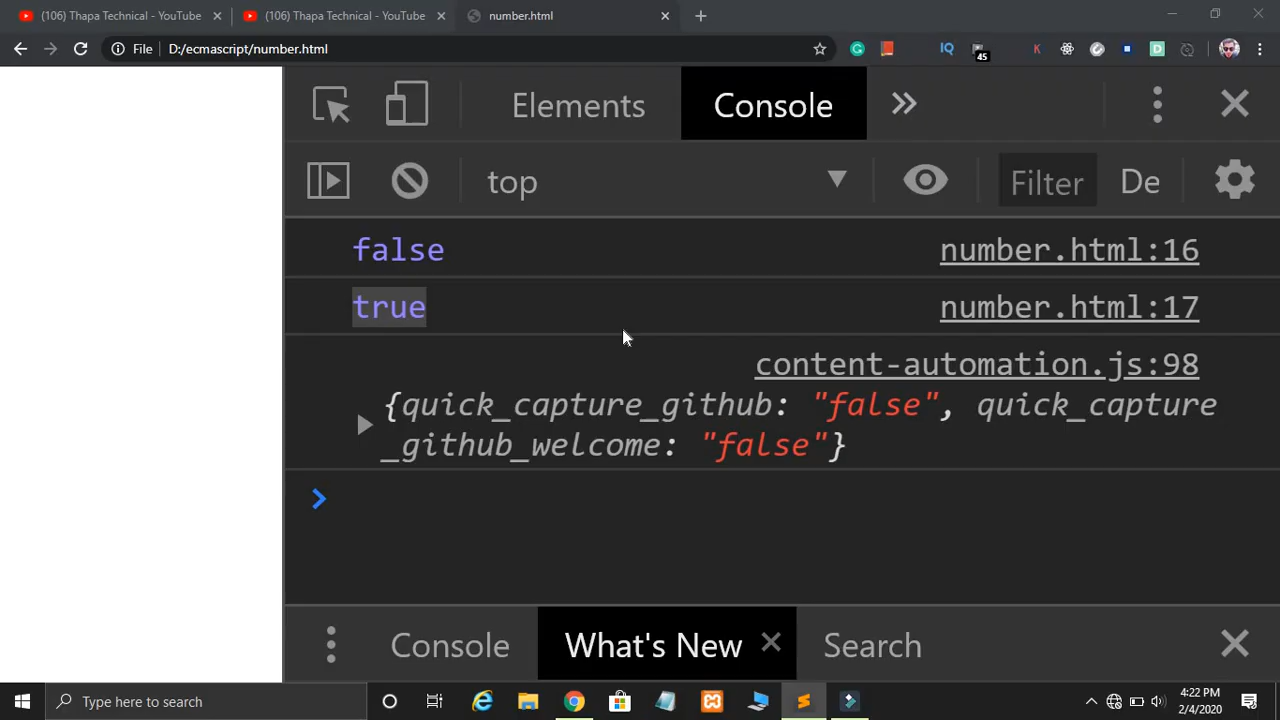 (106) Thapa Technical - YouTube
(106) Thapa Technical - YouTube
number.html
File D:/ecmascript/number.html
IQ
45
K
D
Elements Console
top Filter De
false number.html:16
true number.html:17
content-automation.js:98
{quick_capture_github: "false", quick_capture
_github_welcome: "false"}
Console What's New Search
Type here to search
4:22 PM
2/4/2020